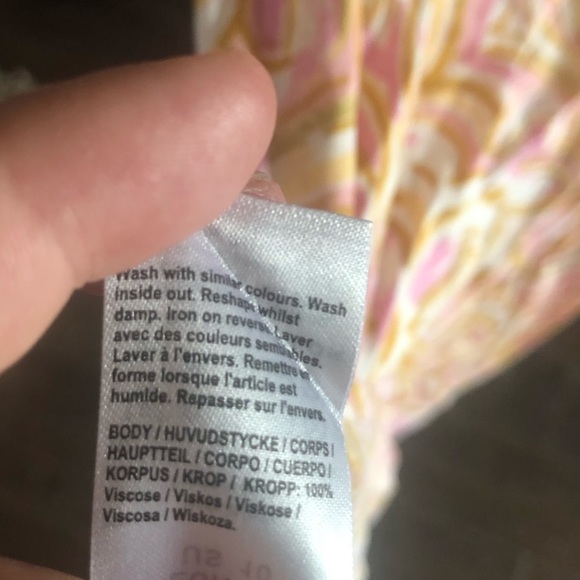 Wash with similar colours. Wash
inside out. Reshape whilst
damp. iron on reverse. Laver
avec des couleurs semblables.
Laver à l'envers. Remettre en
forme lorsque l'article est
humide. Repasser sur l'envers.
BODY / HUVUDSTYCKE / CORPS /
HAUPTTEIL / CORPO / CUERPO /
KORPUS / KROP / KROPP: 100%
Viscose / Viskos / Viskose /
Viscosa / Wiskoza.